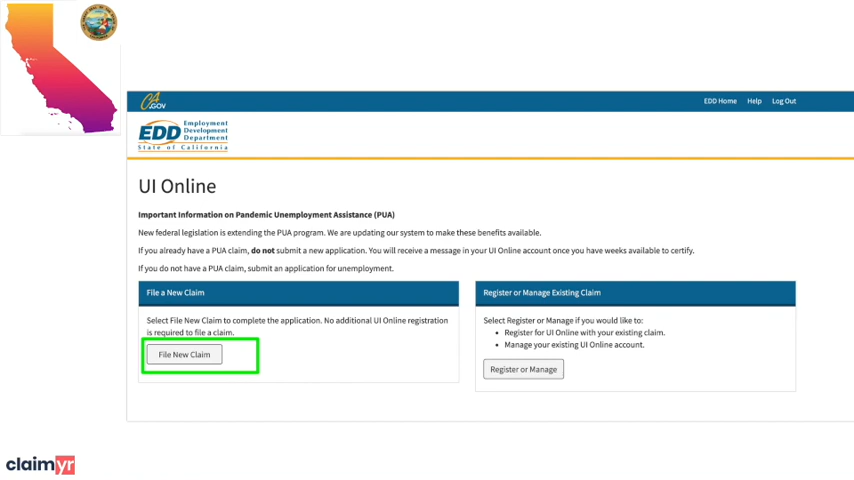 CA.GOV
EDD Home Help Log Out
EDD Employment
Development
Department
State of California
UI Online
Important Information on Pandemic Unemployment Assistance (PUA)
New federal legislation is extending the PUA program. We are updating our system to make these benefits available.
If you already have a PUA claim, do not submit a new application. You will receive a message in your UI Online account once you have weeks available to certify.
If you do not have a PUA claim, submit an application for unemployment.
File a New Claim
Select File New Claim to complete the application. No additional UI Online registration
is required to file a claim.
File New Claim
Register or Manage Existing Claim
Select Register or Manage if you would like to:
• Register for UI Online with your existing claim.
• Manage your existing UI Online account.
Register or Manage
claimyr